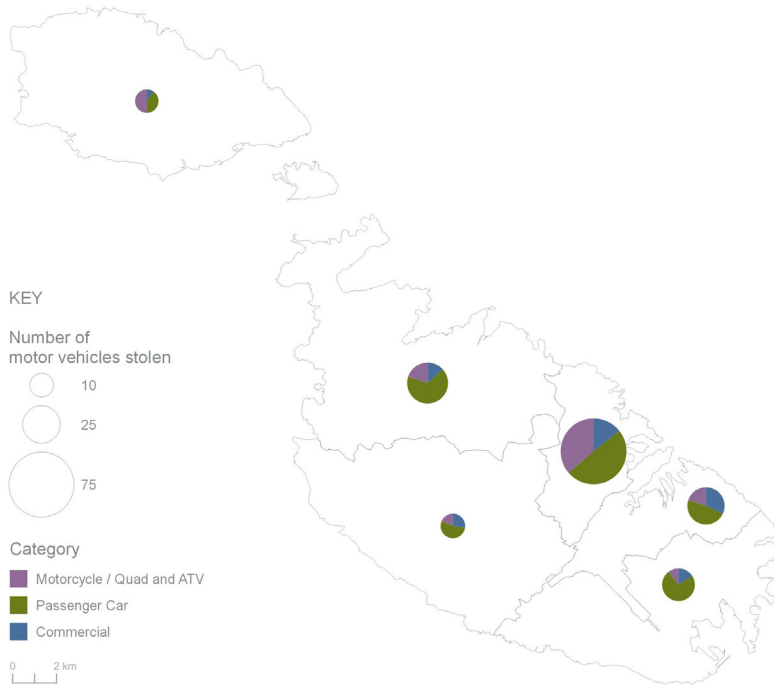 KEY
Number of
motor vehicles stolen
10
25
75
Category
Motorcycle / Quad and ATV
Passenger Car
Commercial
0 2 km